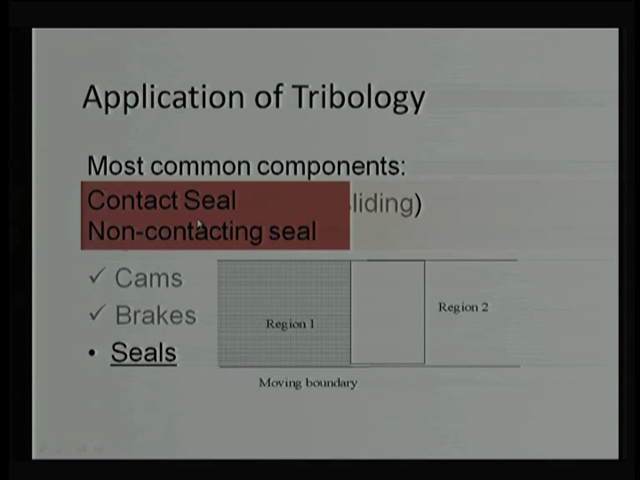 Application of Tribology
Most common components:
Contact Seal
liding)
Non-contacting seal
Cams
Brakes
Region 1
Region 2
• Seals
Moving boundary